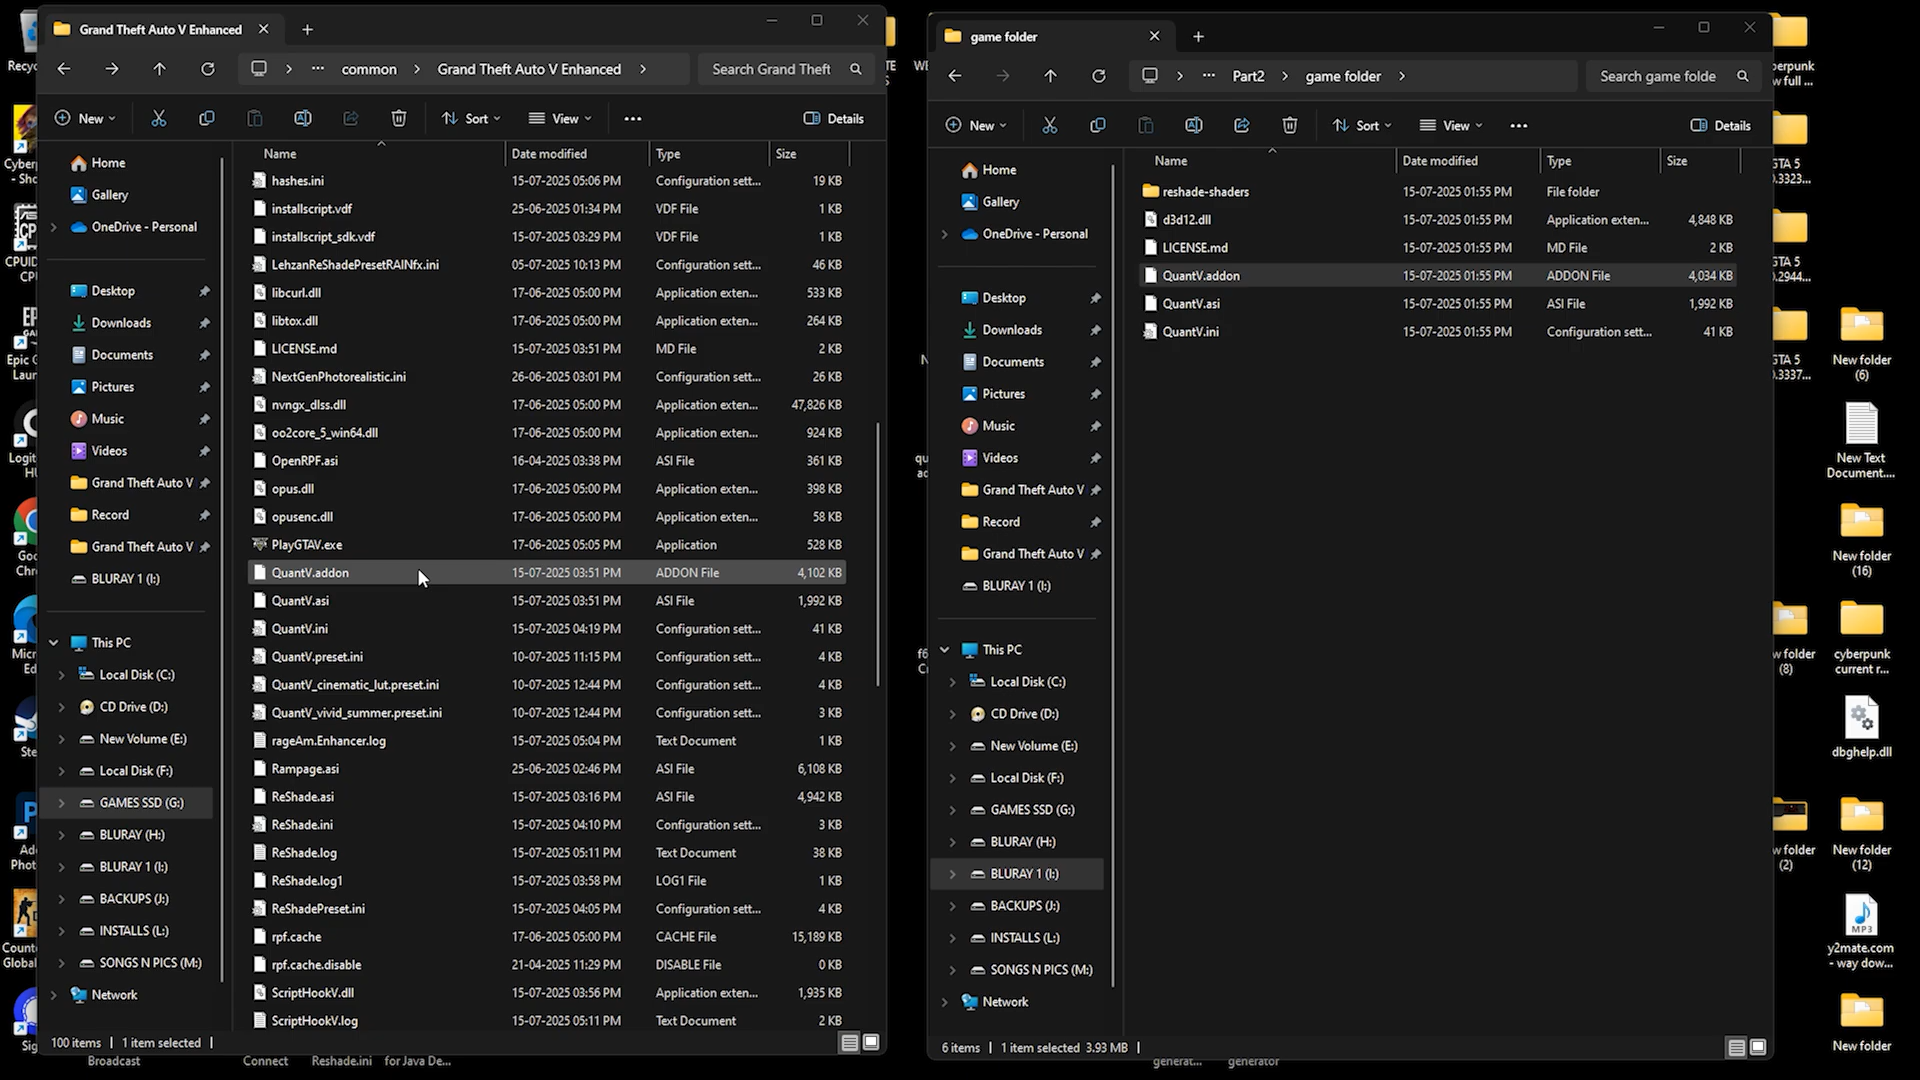 Grand Theft Auto V Enhanced
common
Grand Theft Auto V Enhanced
Search Grand Theft
New
Sort
View
Details
Name
Date modified
Type
Size
Home
Gallery
OneDrive - Personal
Desktop
Downloads
Documents
Pictures
Music
Videos
Grand Theft Auto V
Record
Grand Theft Auto V
BLURAY 1 (I:)
This PC
Local Disk (C:)
CD Drive (D:)
New Volume (E:)
Local Disk (F:)
GAMES SSD (G:)
BLURAY (H:)
BLURAY 1 (I:)
BACKUPS (J:)
INSTALLS (L:)
SONGS N PICS (M:)
Network
hashes.ini 15-07-2025 05:06 PM Configuration sett... 19 KB
installscript.vdf 25-06-2025 01:34 PM VDF File 1 KB
installscript_sdk.vdf 15-07-2025 03:29 PM VDF File 1 KB
LehzanReShadePresetRAINfx.ini 05-07-2025 10:13 PM Configuration sett... 46 KB
libcurl.dll 17-06-2025 05:00 PM Application exten... 533 KB
libtox.dll 17-06-2025 05:00 PM Application exten... 264 KB
LICENSE.md 15-07-2025 03:51 PM MD File 2 KB
NextGenPhotorealistic.ini 26-06-2025 03:01 PM Configuration sett... 26 KB
nvngx_dlss.dll 17-06-2025 05:00 PM Application exten... 47,826 KB
oo2core_5_win64.dll 17-06-2025 05:00 PM Application exten... 924 KB
OpenRPF.asi 16-04-2025 03:38 PM ASI File 361 KB
opus.dll 17-06-2025 05:00 PM Application exten... 398 KB
opusenc.dll 17-06-2025 05:00 PM Application exten... 58 KB
PlayGTAV.exe 17-06-2025 05:05 PM Application 528 KB
QuantV.addon 15-07-2025 03:51 PM ADDON File 4,102 KB
QuantV.asi 15-07-2025 03:51 PM ASI File 1,992 KB
QuantV.ini 15-07-2025 04:19 PM Configuration sett... 41 KB
QuantV.preset.ini 10-07-2025 11:15 PM Configuration sett... 4 KB
QuantV_cinematic_lut.preset.ini 10-07-2025 12:44 PM Configuration sett... 4 KB
QuantV_vivid_summer.preset.ini 10-07-2025 12:44 PM Configuration sett... 3 KB
rageAm.Enhancer.log 15-07-2025 05:04 PM Text Document 1 KB
Rampage.asi 25-06-2025 02:46 PM ASI File 6,108 KB
ReShade.asi 15-07-2025 03:16 PM ASI File 4,942 KB
ReShade.ini 15-07-2025 04:10 PM Configuration sett... 3 KB
ReShade.log 15-07-2025 05:11 PM Text Document 38 KB
ReShade.log1 15-07-2025 03:58 PM LOG1 File 1 KB
ReShadePreset.ini 15-07-2025 04:05 PM Configuration sett... 4 KB
rpf.cache 17-06-2025 05:00 PM CACHE File 15,189 KB
rpf.cache.disable 21-04-2025 11:29 PM DISABLE File 0 KB
ScriptHookV.dll 15-07-2025 03:56 PM Application exten... 1,935 KB
ScriptHookV.log 15-07-2025 05:11 PM Text Document 2 KB
100 items
1 item selected
game folder
Part2
game folder
Search game folde
New
Sort
View
Details
Name
Date modified
Type
Size
Home
Gallery
OneDrive - Personal
Desktop
Downloads
Documents
Pictures
Music
Videos
Grand Theft Auto V
Record
Grand Theft Auto V
BLURAY 1 (I:)
This PC
Local Disk (C:)
CD Drive (D:)
New Volume (E:)
Local Disk (F:)
GAMES SSD (G:)
BLURAY (H:)
BLURAY 1 (I:)
BACKUPS (J:)
INSTALLS (L:)
SONGS N PICS (M:)
Network
reshade-shaders 15-07-2025 01:55 PM File folder
d3d12.dll 15-07-2025 01:55 PM Application exten... 4,848 KB
LICENSE.md 15-07-2025 01:55 PM MD File 2 KB
QuantV.addon 15-07-2025 01:55 PM ADDON File 4,034 KB
QuantV.asi 15-07-2025 01:55 PM ASI File 1,992 KB
QuantV.ini 15-07-2025 01:55 PM Configuration sett... 41 KB
6 items
1 item selected 3.93 MB
New folder
(6)
New Text
Document....
New folder
(16)
cyberpunk
current r...
dbghelp.dll
New folder
(12)
y2mate.com
- way dow...
New folder
Broadcast
Connect
Reshade.ini
for Java De...
generat...
generator